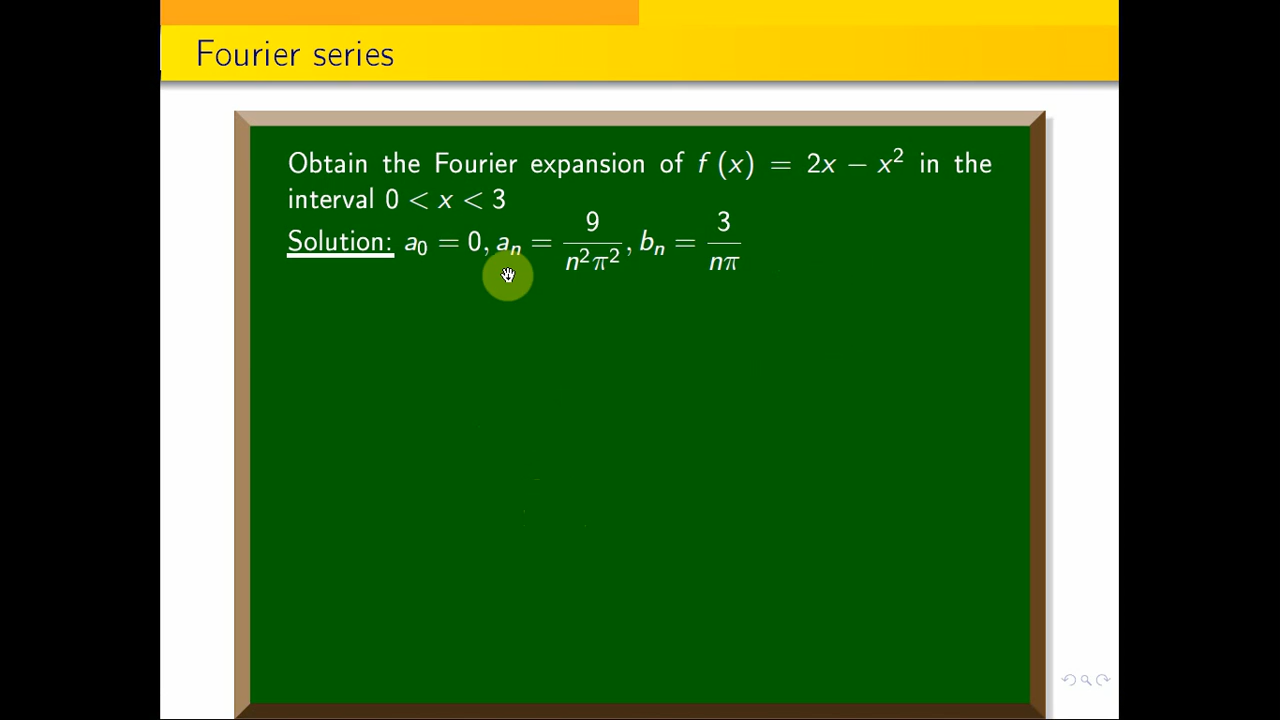 Fourier series
Obtain the Fourier expansion of f (x) = 2x − x² in the
interval 0 < x < 3
Solution: a₀ = 0, aₙ = 9/(n²π²), bₙ = 3/(nπ)